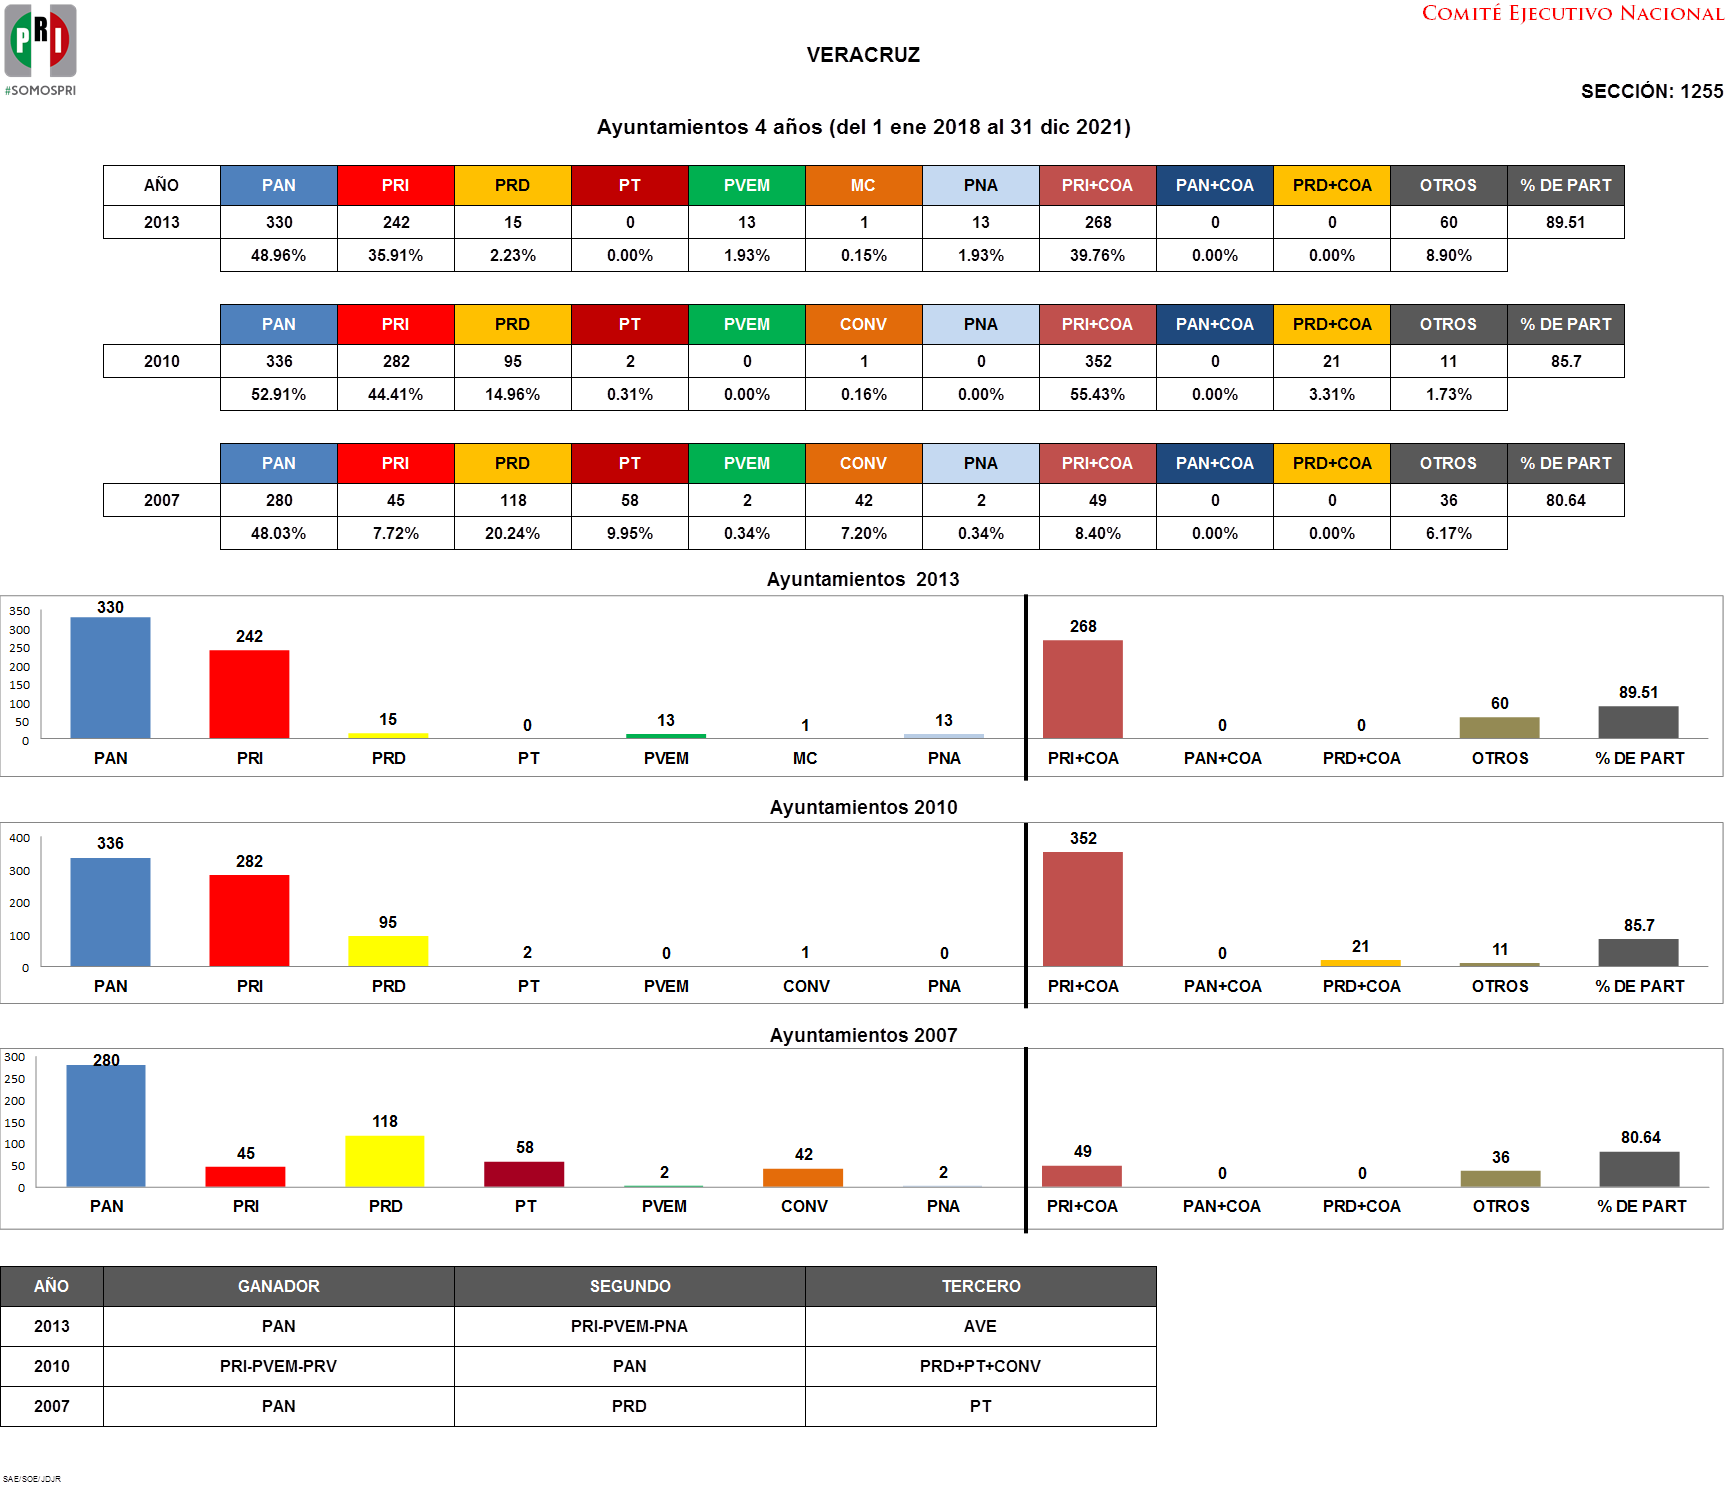 COMITÉ EJECUTIVO NACIONAL
PRI
#SOMOSPRI
VERACRUZ
SECCIÓN: 1255
Ayuntamientos 4 años (del 1 ene 2018 al 31 dic 2021)
AÑO PAN PRI PRD PT PVEM MC PNA PRI+COA PAN+COA PRD+COA OTROS % DE PART
2013 330 242 15 0 13 1 13 268 0 0 60 89.51
48.96% 35.91% 2.23% 0.00% 1.93% 0.15% 1.93% 39.76% 0.00% 0.00% 8.90%
PAN PRI PRD PT PVEM CONV PNA PRI+COA PAN+COA PRD+COA OTROS % DE PART
2010 336 282 95 2 0 1 0 352 0 21 11 85.7
52.91% 44.41% 14.96% 0.31% 0.00% 0.16% 0.00% 55.43% 0.00% 3.31% 1.73%
PAN PRI PRD PT PVEM CONV PNA PRI+COA PAN+COA PRD+COA OTROS % DE PART
2007 280 45 118 58 2 42 2 49 0 0 36 80.64
48.03% 7.72% 20.24% 9.95% 0.34% 7.20% 0.34% 8.40% 0.00% 0.00% 6.17%
Ayuntamientos 2013
350
300
250
200
150
100
50
0
330 242 15 0 13 1 13 268 0 0 60 89.51
PAN PRI PRD PT PVEM MC PNA PRI+COA PAN+COA PRD+COA OTROS % DE PART
Ayuntamientos 2010
400
300
200
100
0
336 282 95 2 0 1 0 352 0 21 11 85.7
PAN PRI PRD PT PVEM CONV PNA PRI+COA PAN+COA PRD+COA OTROS % DE PART
Ayuntamientos 2007
300
250
200
150
100
50
0
280 45 118 58 2 42 2 49 0 0 36 80.64
PAN PRI PRD PT PVEM CONV PNA PRI+COA PAN+COA PRD+COA OTROS % DE PART
AÑO GANADOR SEGUNDO TERCERO
2013 PAN PRI-PVEM-PNA AVE
2010 PRI-PVEM-PRV PAN PRD+PT+CONV
2007 PAN PRD PT
SAE/SOE/JDJR